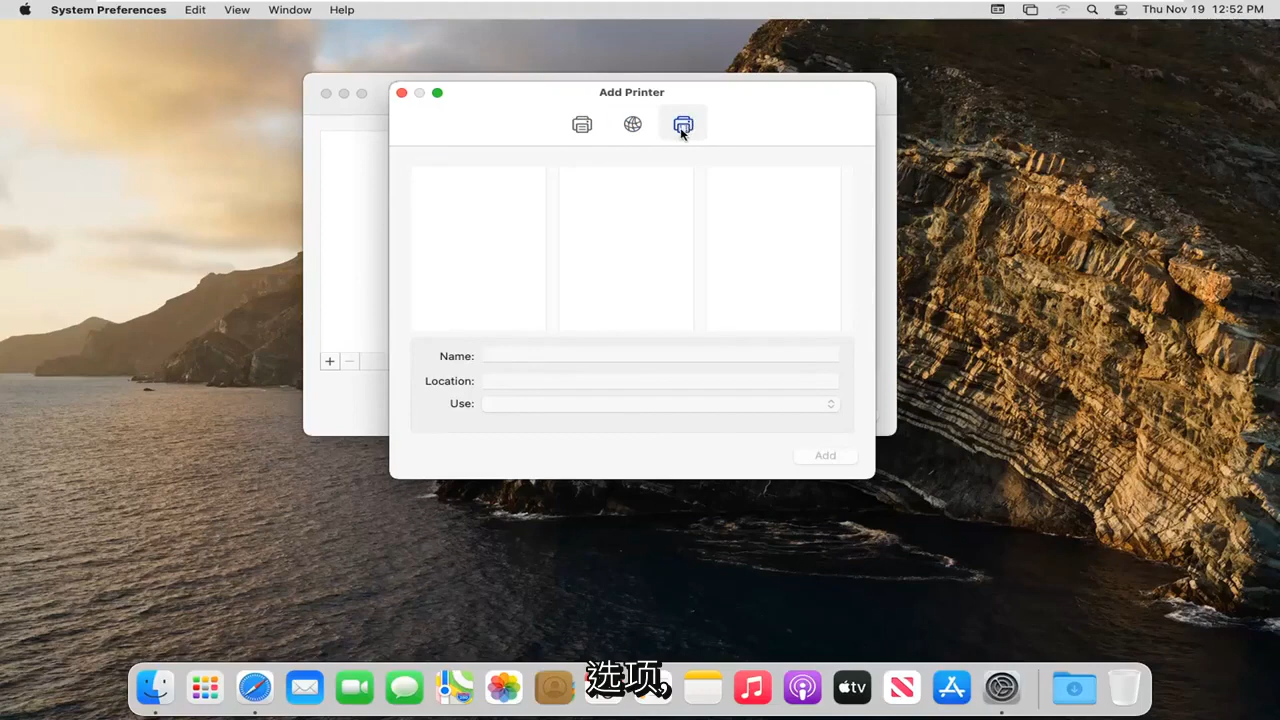 System Preferences Edit View Window Help Thu Nov 19 12:52 PM
Add Printer
Name:
Location:
Use:
Add
tv
选项,